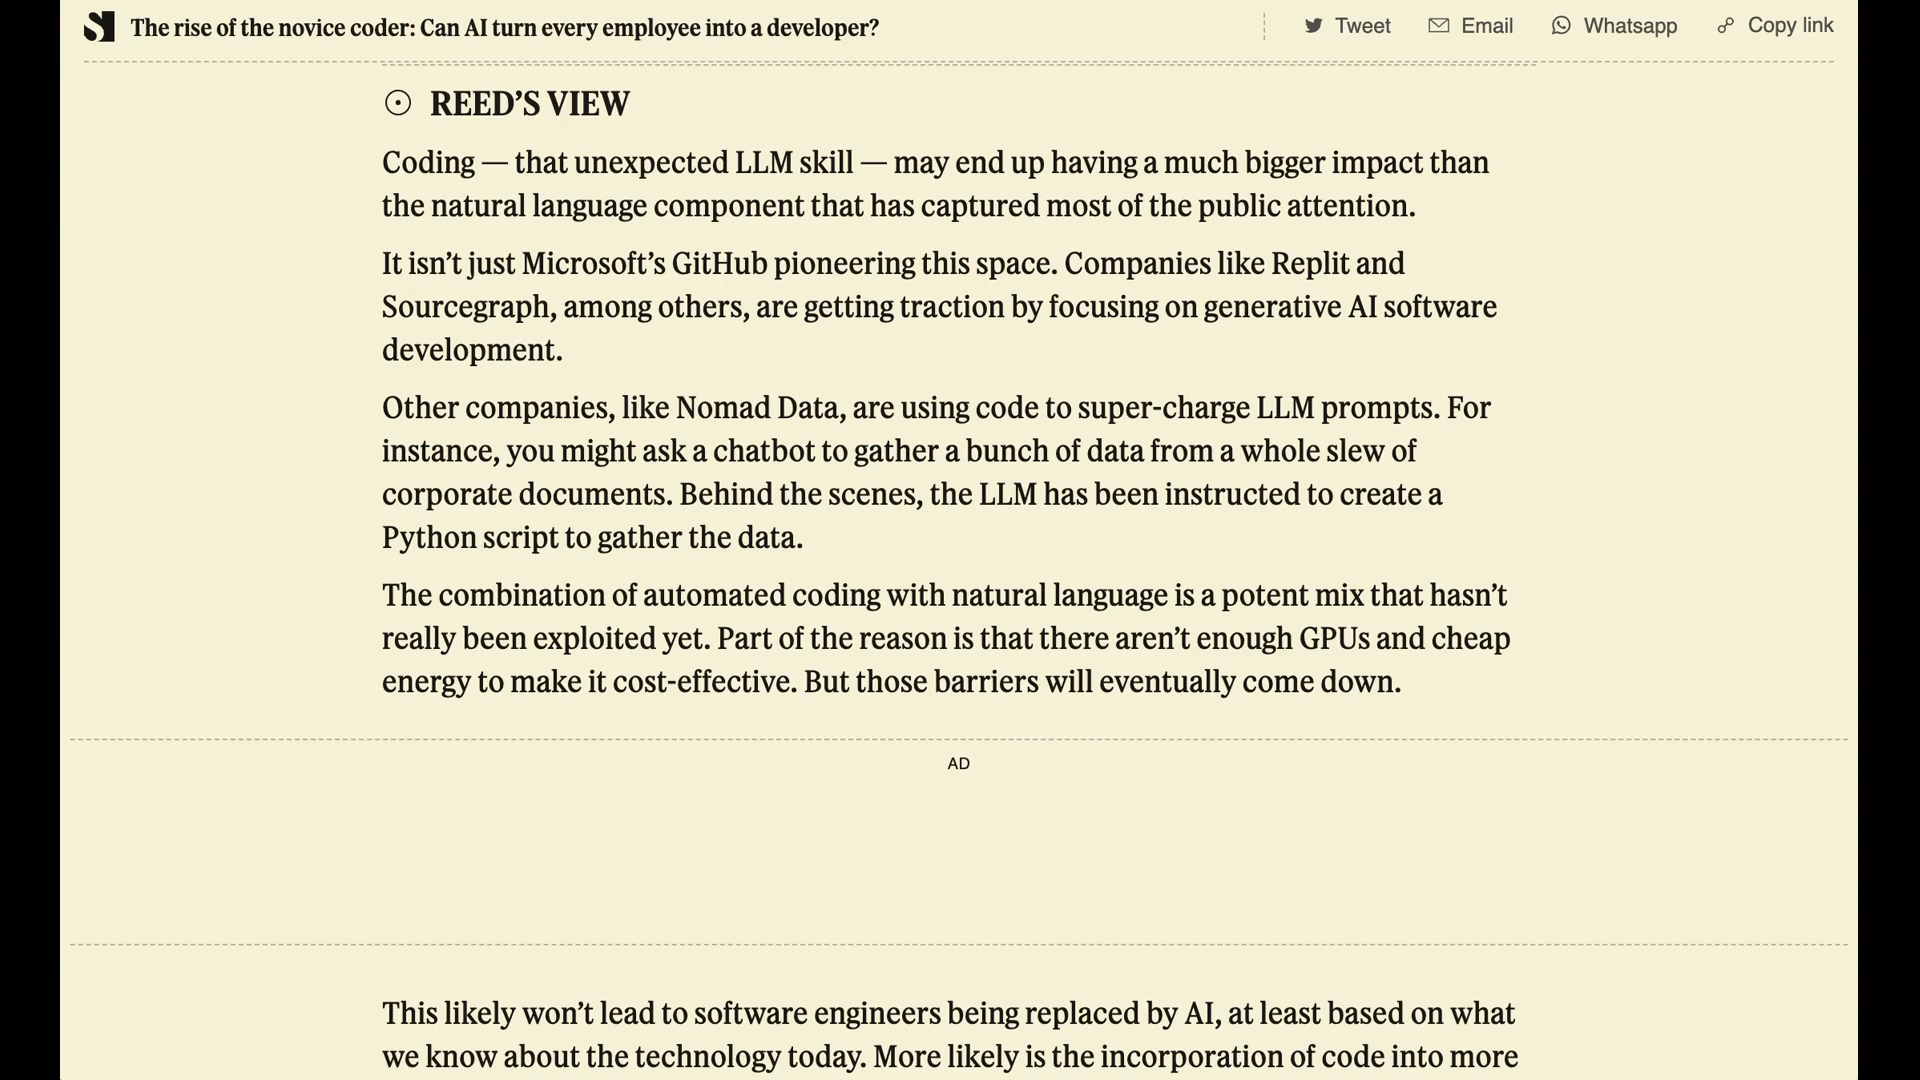 The rise of the novice coder: Can AI turn every employee into a developer?
Tweet
Email
Whatsapp
Copy link
REED’S VIEW
Coding — that unexpected LLM skill — may end up having a much bigger impact than
the natural language component that has captured most of the public attention.
It isn’t just Microsoft’s GitHub pioneering this space. Companies like Replit and
Sourcegraph, among others, are getting traction by focusing on generative AI software
development.
Other companies, like Nomad Data, are using code to super-charge LLM prompts. For
instance, you might ask a chatbot to gather a bunch of data from a whole slew of
corporate documents. Behind the scenes, the LLM has been instructed to create a
Python script to gather the data.
The combination of automated coding with natural language is a potent mix that hasn’t
really been exploited yet. Part of the reason is that there aren’t enough GPUs and cheap
energy to make it cost-effective. But those barriers will eventually come down.
AD
This likely won’t lead to software engineers being replaced by AI, at least based on what
we know about the technology today. More likely is the incorporation of code into more